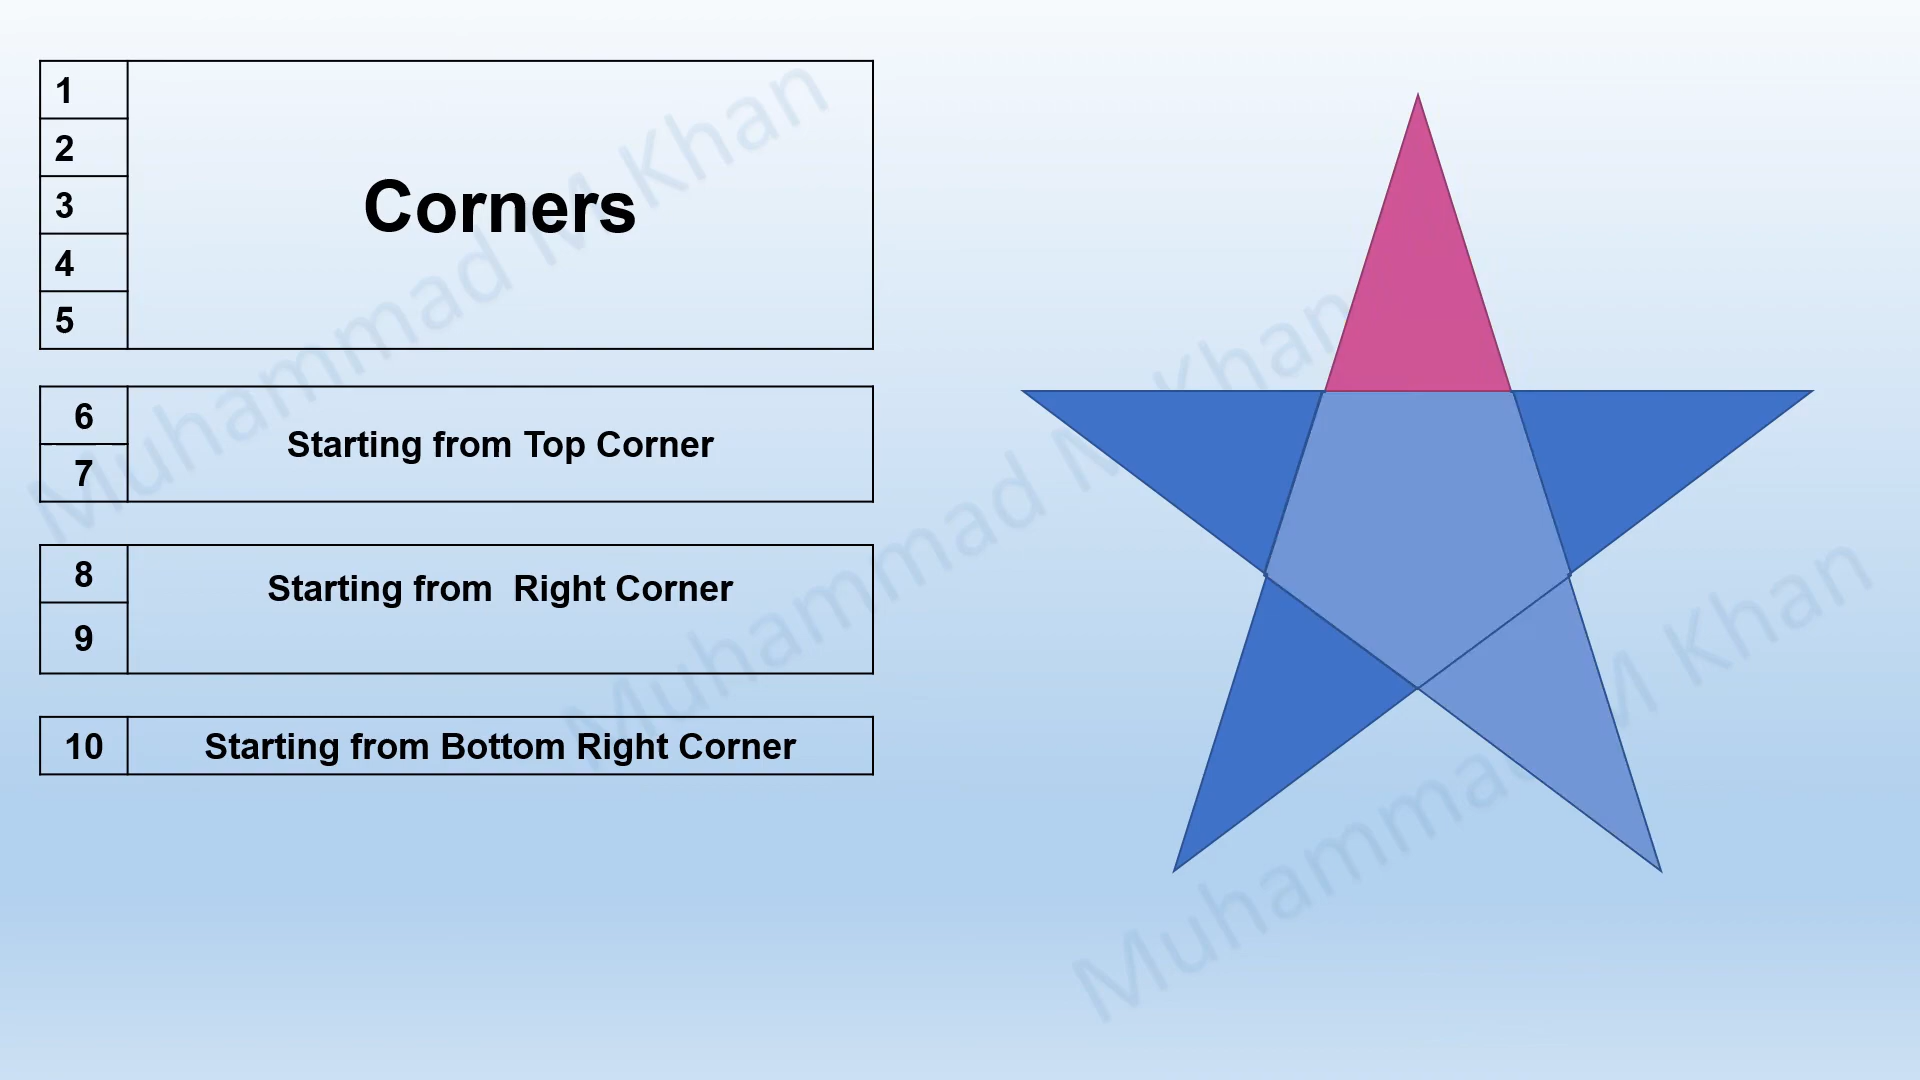 1
2
3
4
5
Corners
6
7
Starting from Top Corner
8
9
Starting from  Right Corner
10
Starting from Bottom Right Corner
Muhammad M Khan
Muhammad M Khan
Muhammad M Khan